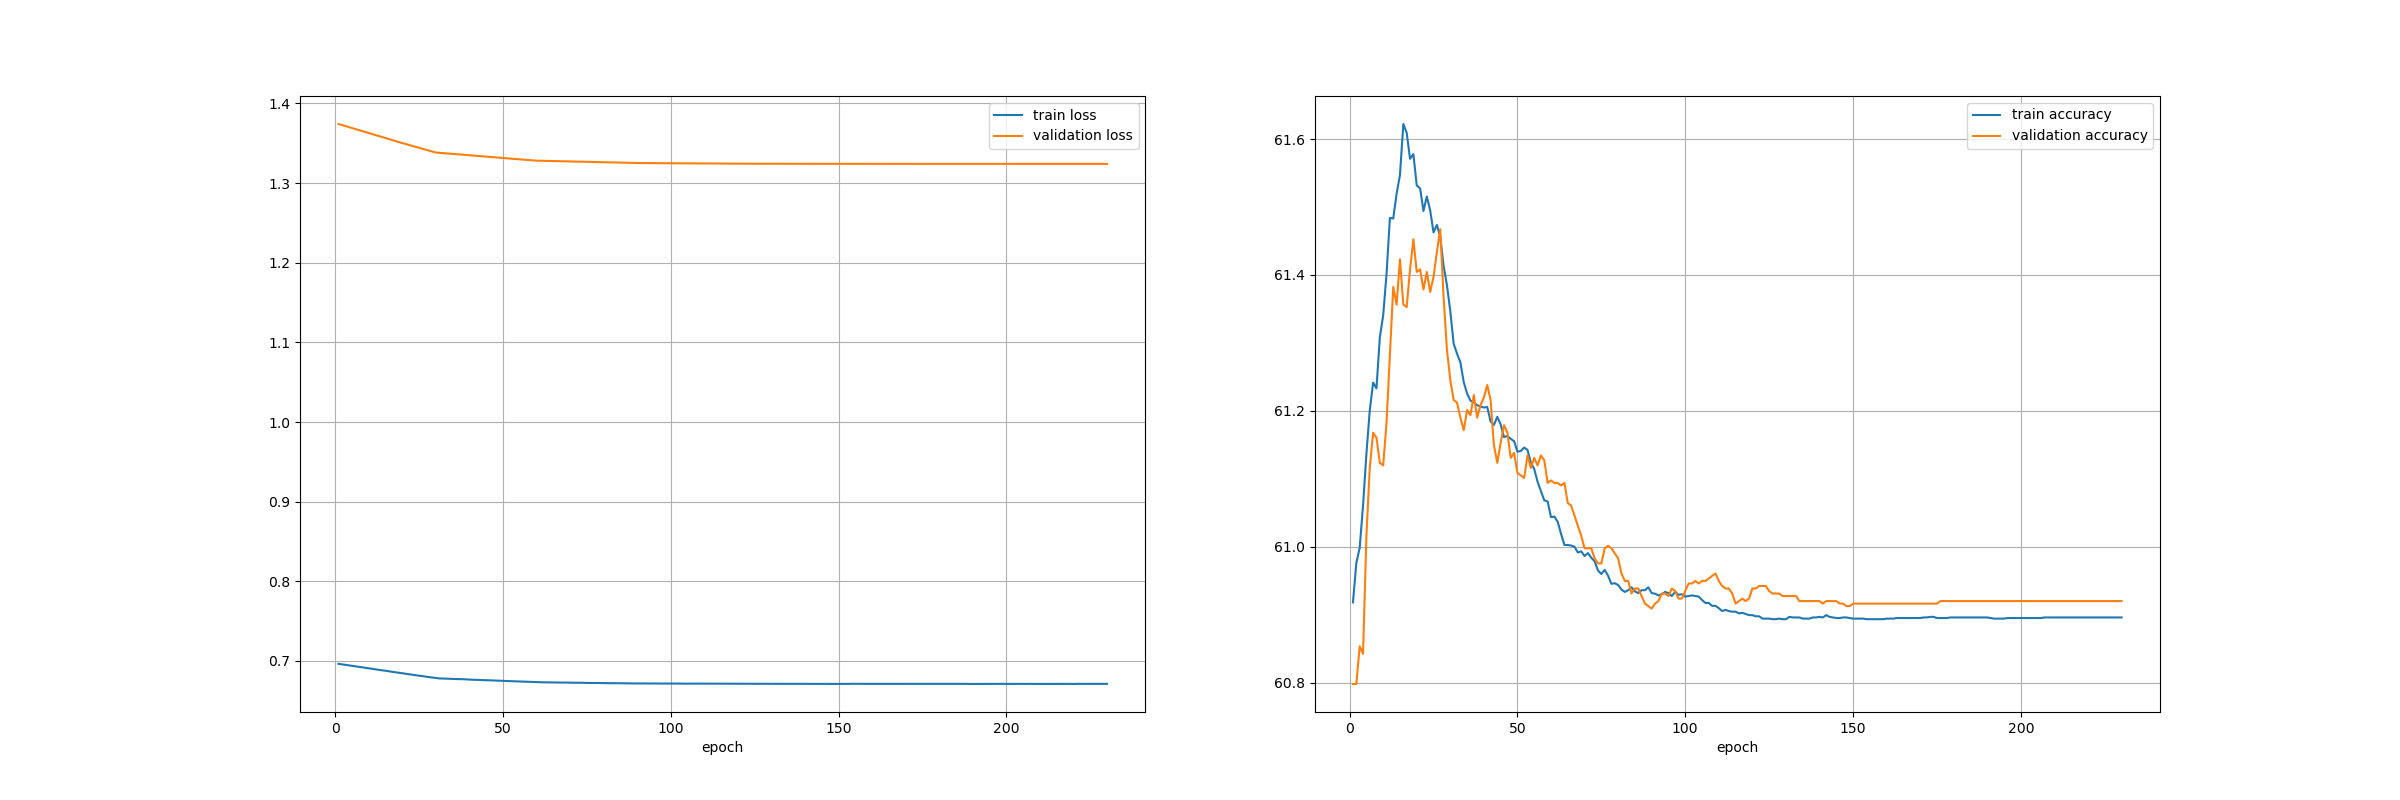 1.4
1.3
1.2
1.1
1.0
0.9
0.8
0.7
0 50 100 150 200
epoch
train loss
validation loss
61.6
61.4
61.2
61.0
60.8
0 50 100 150 200
epoch
train accuracy
validation accuracy